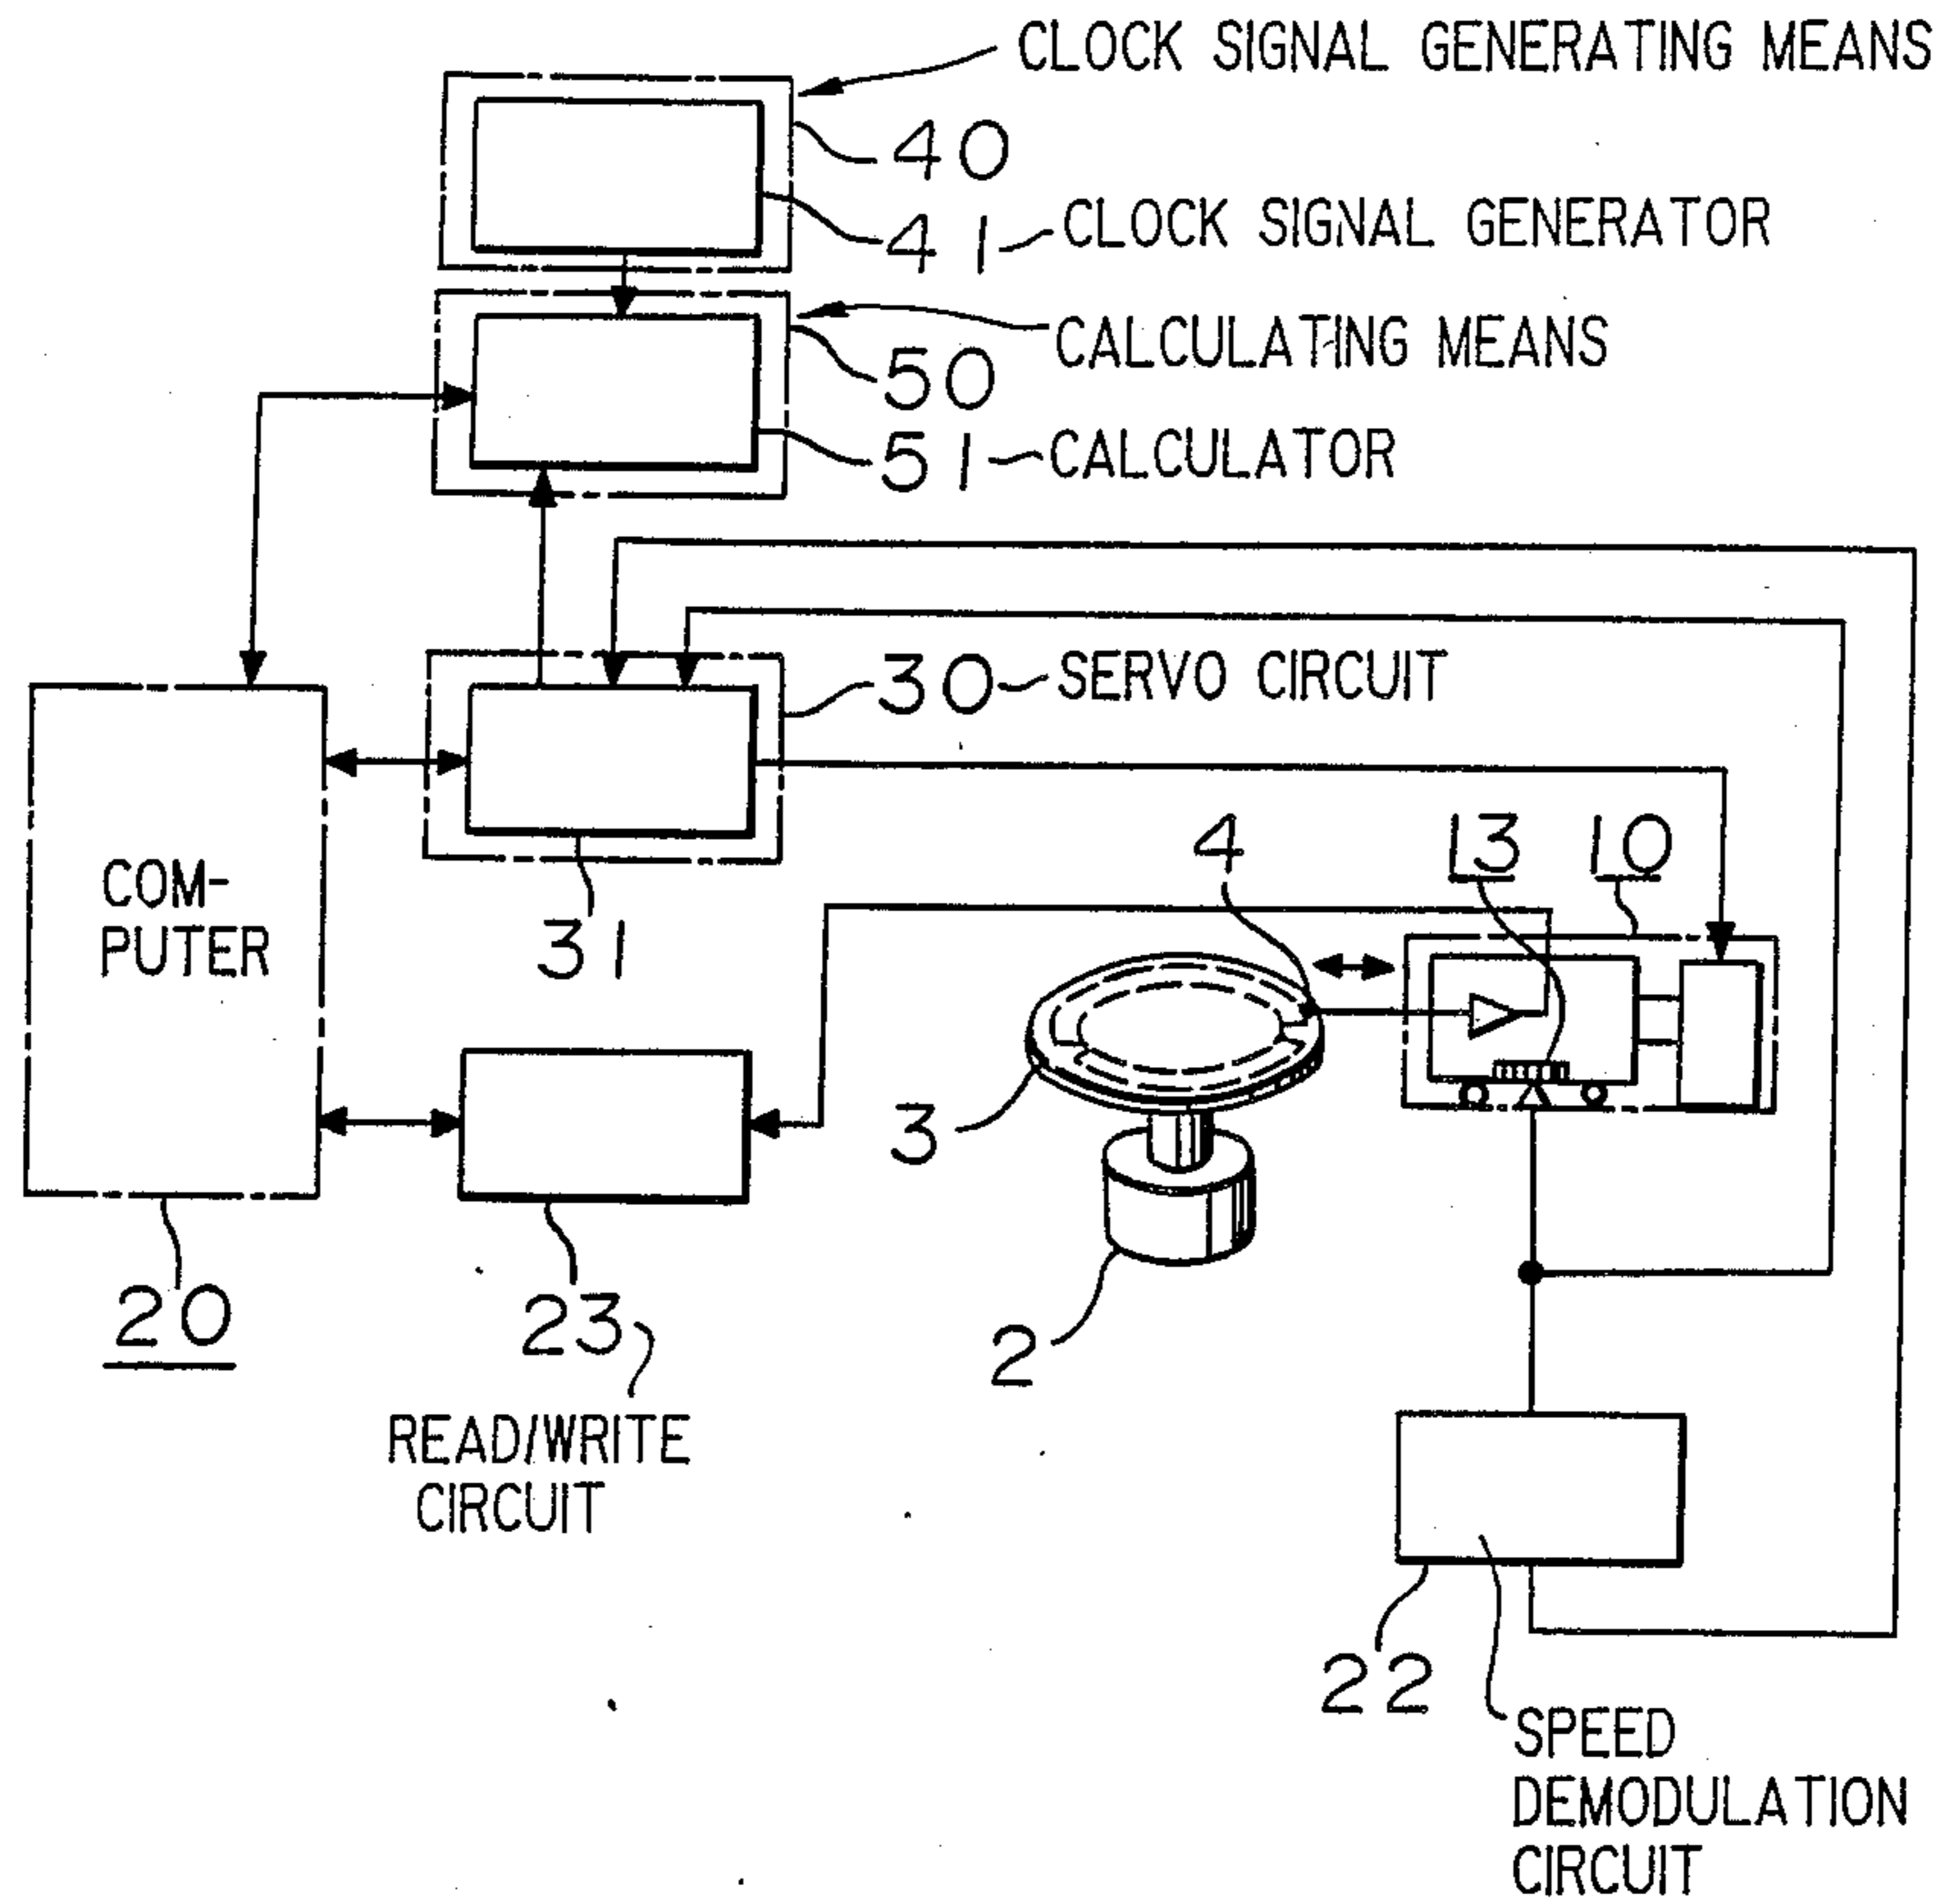 CLOCK SIGNAL GENERATING MEANS
40
41 CLOCK SIGNAL GENERATOR
CALCULATING MEANS
50
51 CALCULATOR
30 SERVO CIRCUIT
31
COM-
PUTER
4
13
10
3
2
20
23
READ/WRITE
CIRCUIT
22
SPEED
DEMODULATION
CIRCUIT